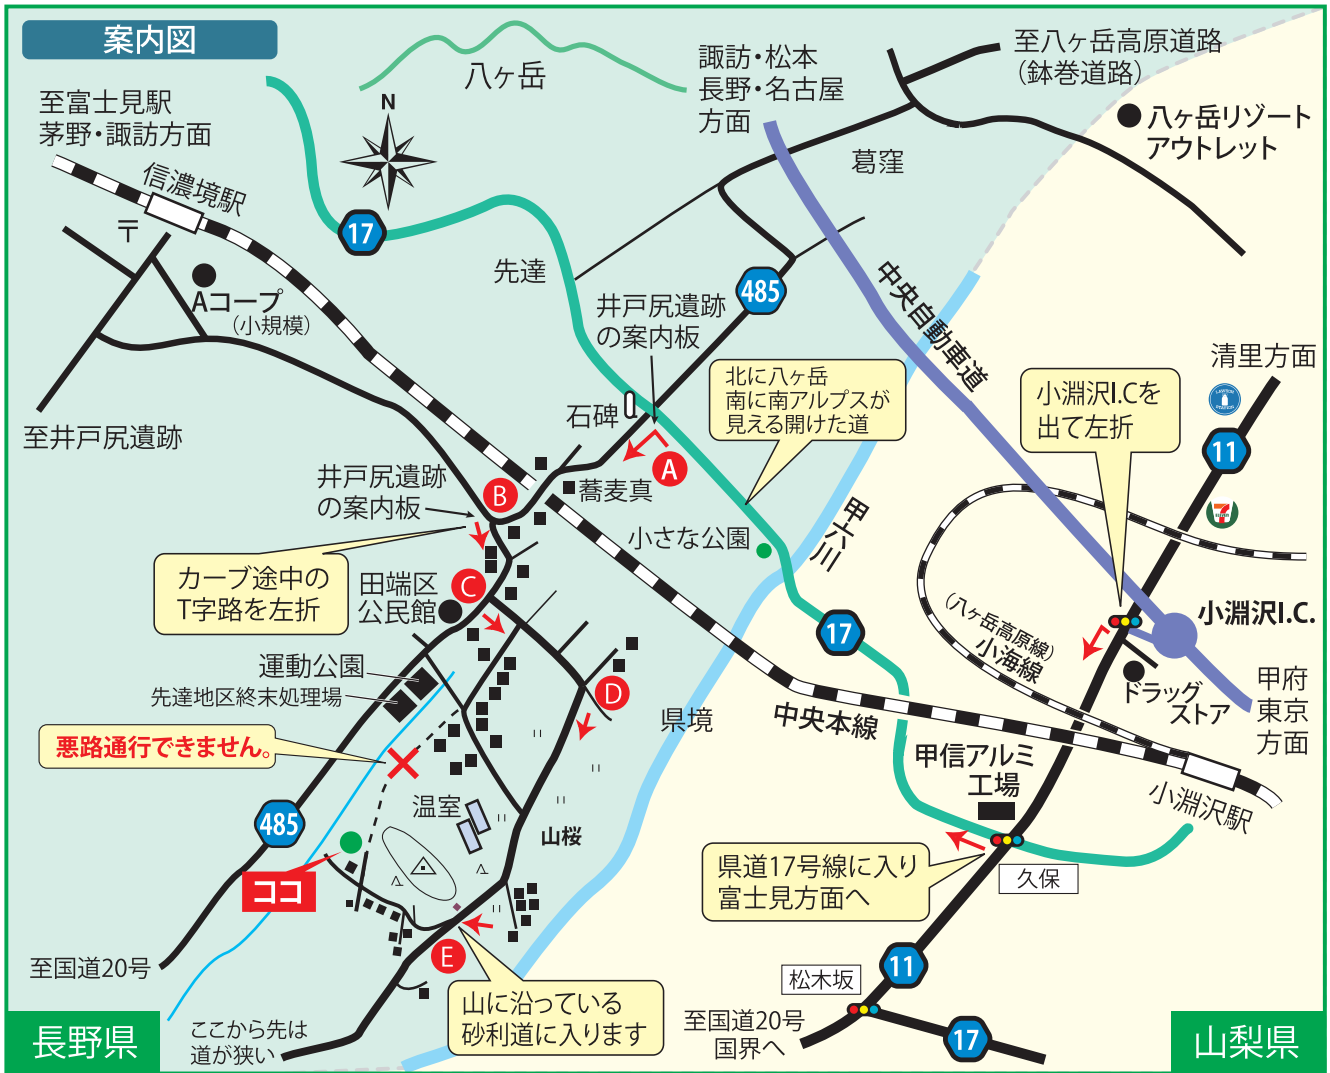 案内図
八ヶ岳
N
諏訪・松本
長野・名古屋
方面
至八ヶ岳高原道路
（鉢巻道路）
八ヶ岳リゾート
アウトレット
至富士見駅
茅野・諏訪方面
信濃境駅
〒
17
葛窪
先達
485
Aコープ
（小規模）
井戸尻遺跡
の案内板
中央自動車道
清里方面
北に八ヶ岳
南に南アルプスが
見える開けた道
小淵沢I.Cを
出て左折
石碑
至井戸尻遺跡
A
11
井戸尻遺跡
の案内板
B
蕎麦真
7
甲六川
小さな公園
カーブ途中の
T字路を左折
田端区
公民館
C
17
（八ヶ岳高原線）
小海線
小淵沢I.C.
運動公園
先達地区終末処理場
D
ドラッグ
ストア
甲府
東京
方面
県境
中央本線
悪路通行できません。
甲信アルミ
工場
小淵沢駅
温室
485
山桜
県道17号線に入り
富士見方面へ
久保
ココ
E
至国道20号
11
松木坂
山に沿っている
砂利道に入ります
至国道20号
国界へ
17
ここから先は
道が狭い
長野県
山梨県